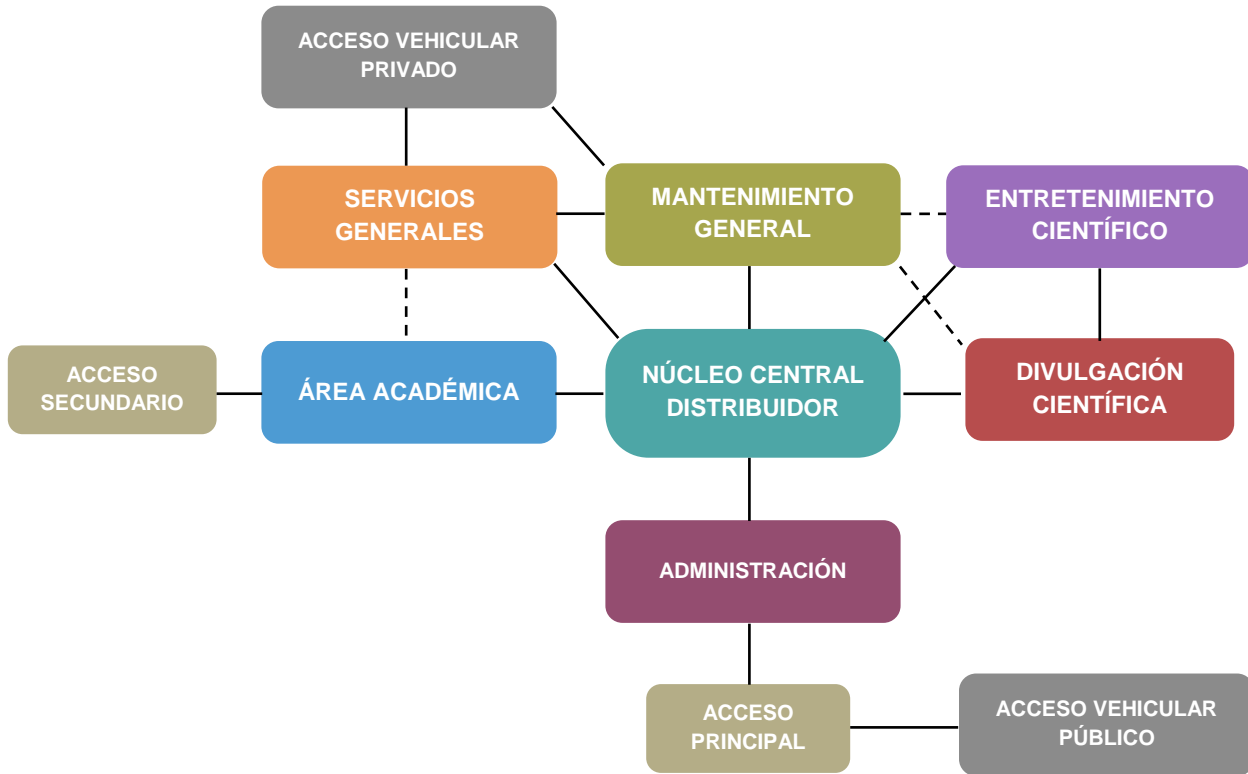 ACCESO VEHICULAR
PRIVADO
SERVICIOS
GENERALES
MANTENIMIENTO
GENERAL
ENTRETENIMIENTO
CIENTÍFICO
ACCESO
SECUNDARIO
ÁREA ACADÉMICA
NÚCLEO CENTRAL
DISTRIBUIDOR
DIVULGACIÓN
CIENTÍFICA
ADMINISTRACIÓN
ACCESO
PRINCIPAL
ACCESO VEHICULAR
PÚBLICO